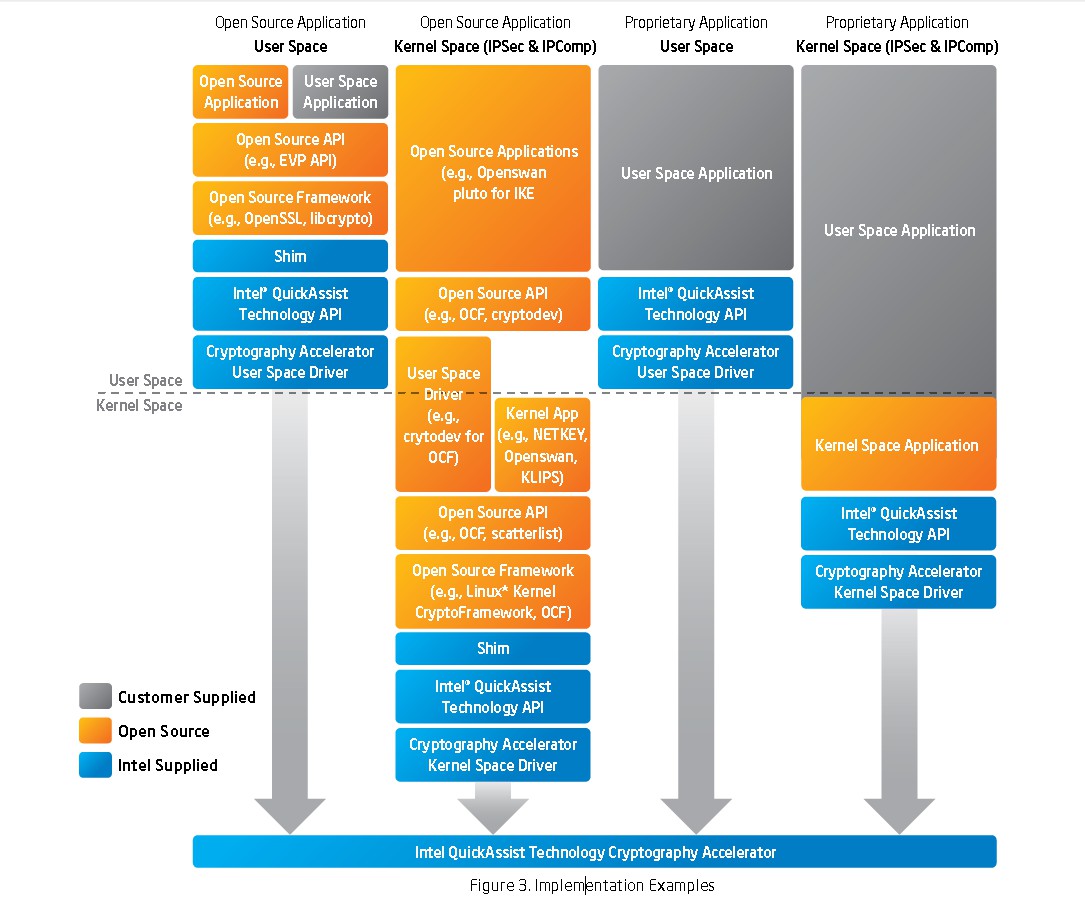 Open Source Application
User Space
Open Source Application
Kernel Space (IPSec & IPComp)
Proprietary Application
User Space
Proprietary Application
Kernel Space (IPSec & IPComp)
Open Source
Application
User Space
Application
Open Source API
(e.g., EVP API)
Open Source Framework
(e.g., OpenSSL, libcrypto)
Shim
Intel® QuickAssist
Technology API
Cryptography Accelerator
User Space Driver
Open Source Applications
(e.g., Openswan
pluto for IKE
Open Source API
(e.g., OCF, cryptodev)
User Space
Driver
(e.g.,
crytodev for
OCF)
Kernel App
(e.g., NETKEY,
Openswan,
KLIPS)
Open Source API
(e.g., OCF, scatterlist)
Open Source Framework
(e.g., Linux* Kernel
CryptoFramework, OCF)
Shim
Intel® QuickAssist
Technology API
Cryptography Accelerator
Kernel Space Driver
User Space Application
Intel® QuickAssist
Technology API
Cryptography Accelerator
User Space Driver
User Space Application
Kernel Space Application
Intel® QuickAssist
Technology API
Cryptography Accelerator
Kernel Space Driver
User Space
Kernel Space
Customer Supplied
Open Source
Intel Supplied
Intel QuickAssist Technology Cryptography Accelerator
Figure 3. Implementation Examples